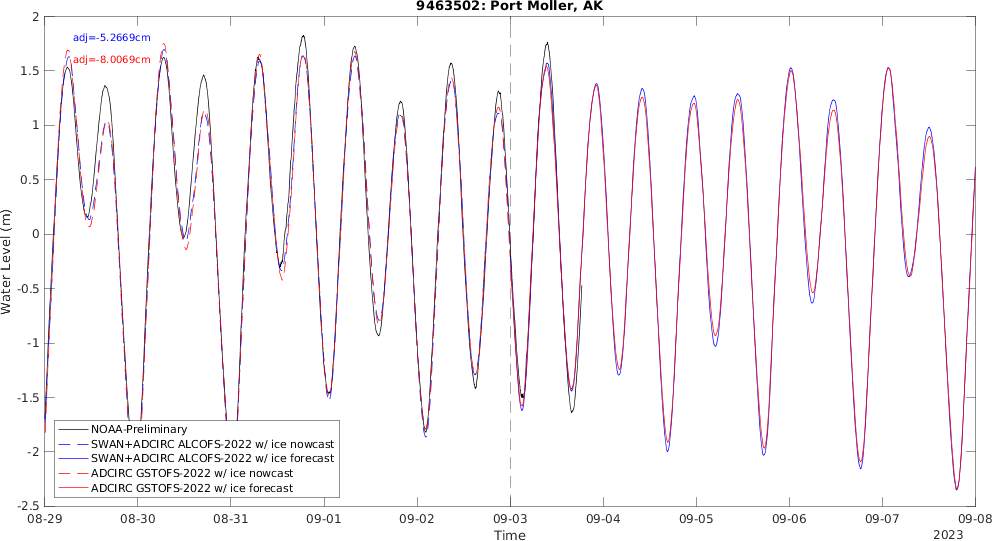 9463502: Port Moller, AK
adj=-5.2669cm
adj=-8.0069cm
Water Level (m)
2
1.5
1
0.5
0
-0.5
-1
-1.5
-2
-2.5
NOAA-Preliminary
SWAN+ADCIRC ALCOFS-2022 w/ ice nowcast
SWAN+ADCIRC ALCOFS-2022 w/ ice forecast
ADCIRC GSTOFS-2022 w/ ice nowcast
ADCIRC GSTOFS-2022 w/ ice forecast
08-29 08-30 08-31 09-01 09-02 09-03 09-04 09-05 09-06 09-07 09-08
Time
2023